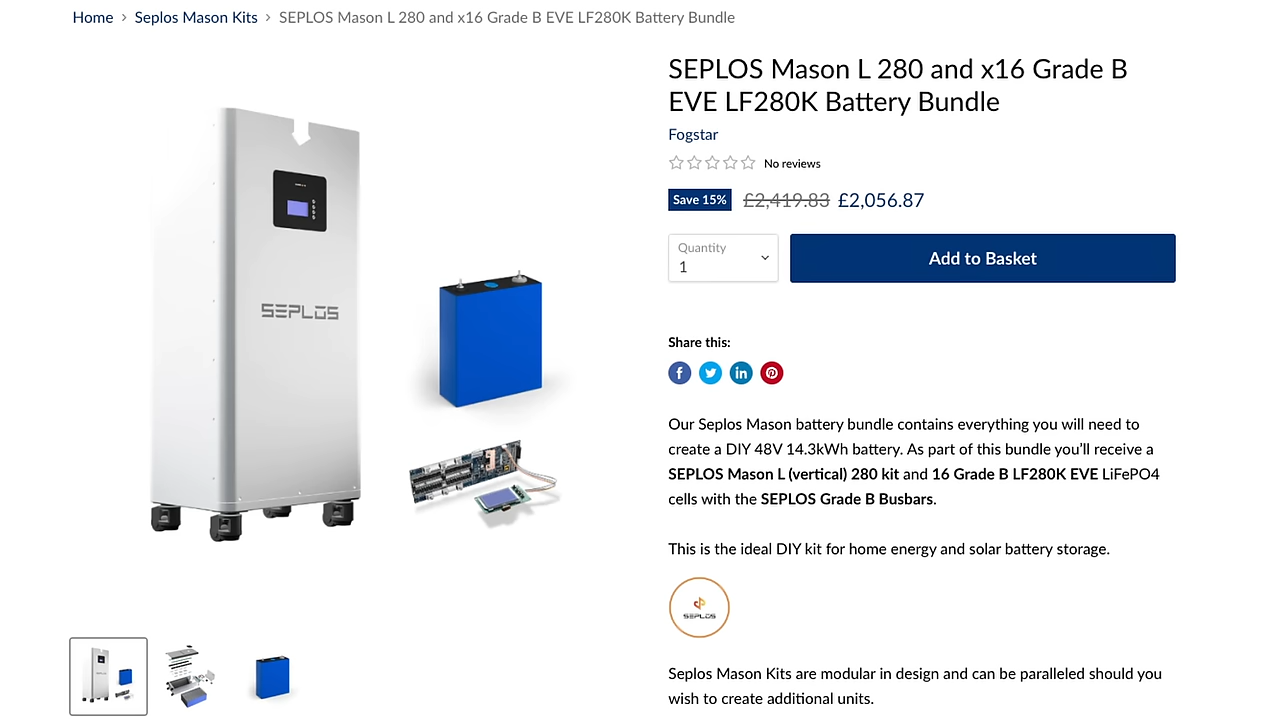 Home > Seplos Mason Kits > SEPLOS Mason L 280 and x16 Grade B EVE LF280K Battery Bundle
SEPLOS
SEPLOS Mason L 280 and x16 Grade B
EVE LF280K Battery Bundle
Fogstar
No reviews
Save 15% £2,419.83 £2,056.87
Quantity
1
Add to Basket
Share this:
Our Seplos Mason battery bundle contains everything you will need to
create a DIY 48V 14.3kWh battery. As part of this bundle you’ll receive a
SEPLOS Mason L (vertical) 280 kit and 16 Grade B LF280K EVE LiFePO4
cells with the SEPLOS Grade B Busbars.
This is the ideal DIY kit for home energy and solar battery storage.
SEPLOS
Seplos Mason Kits are modular in design and can be paralleled should you
wish to create additional units.